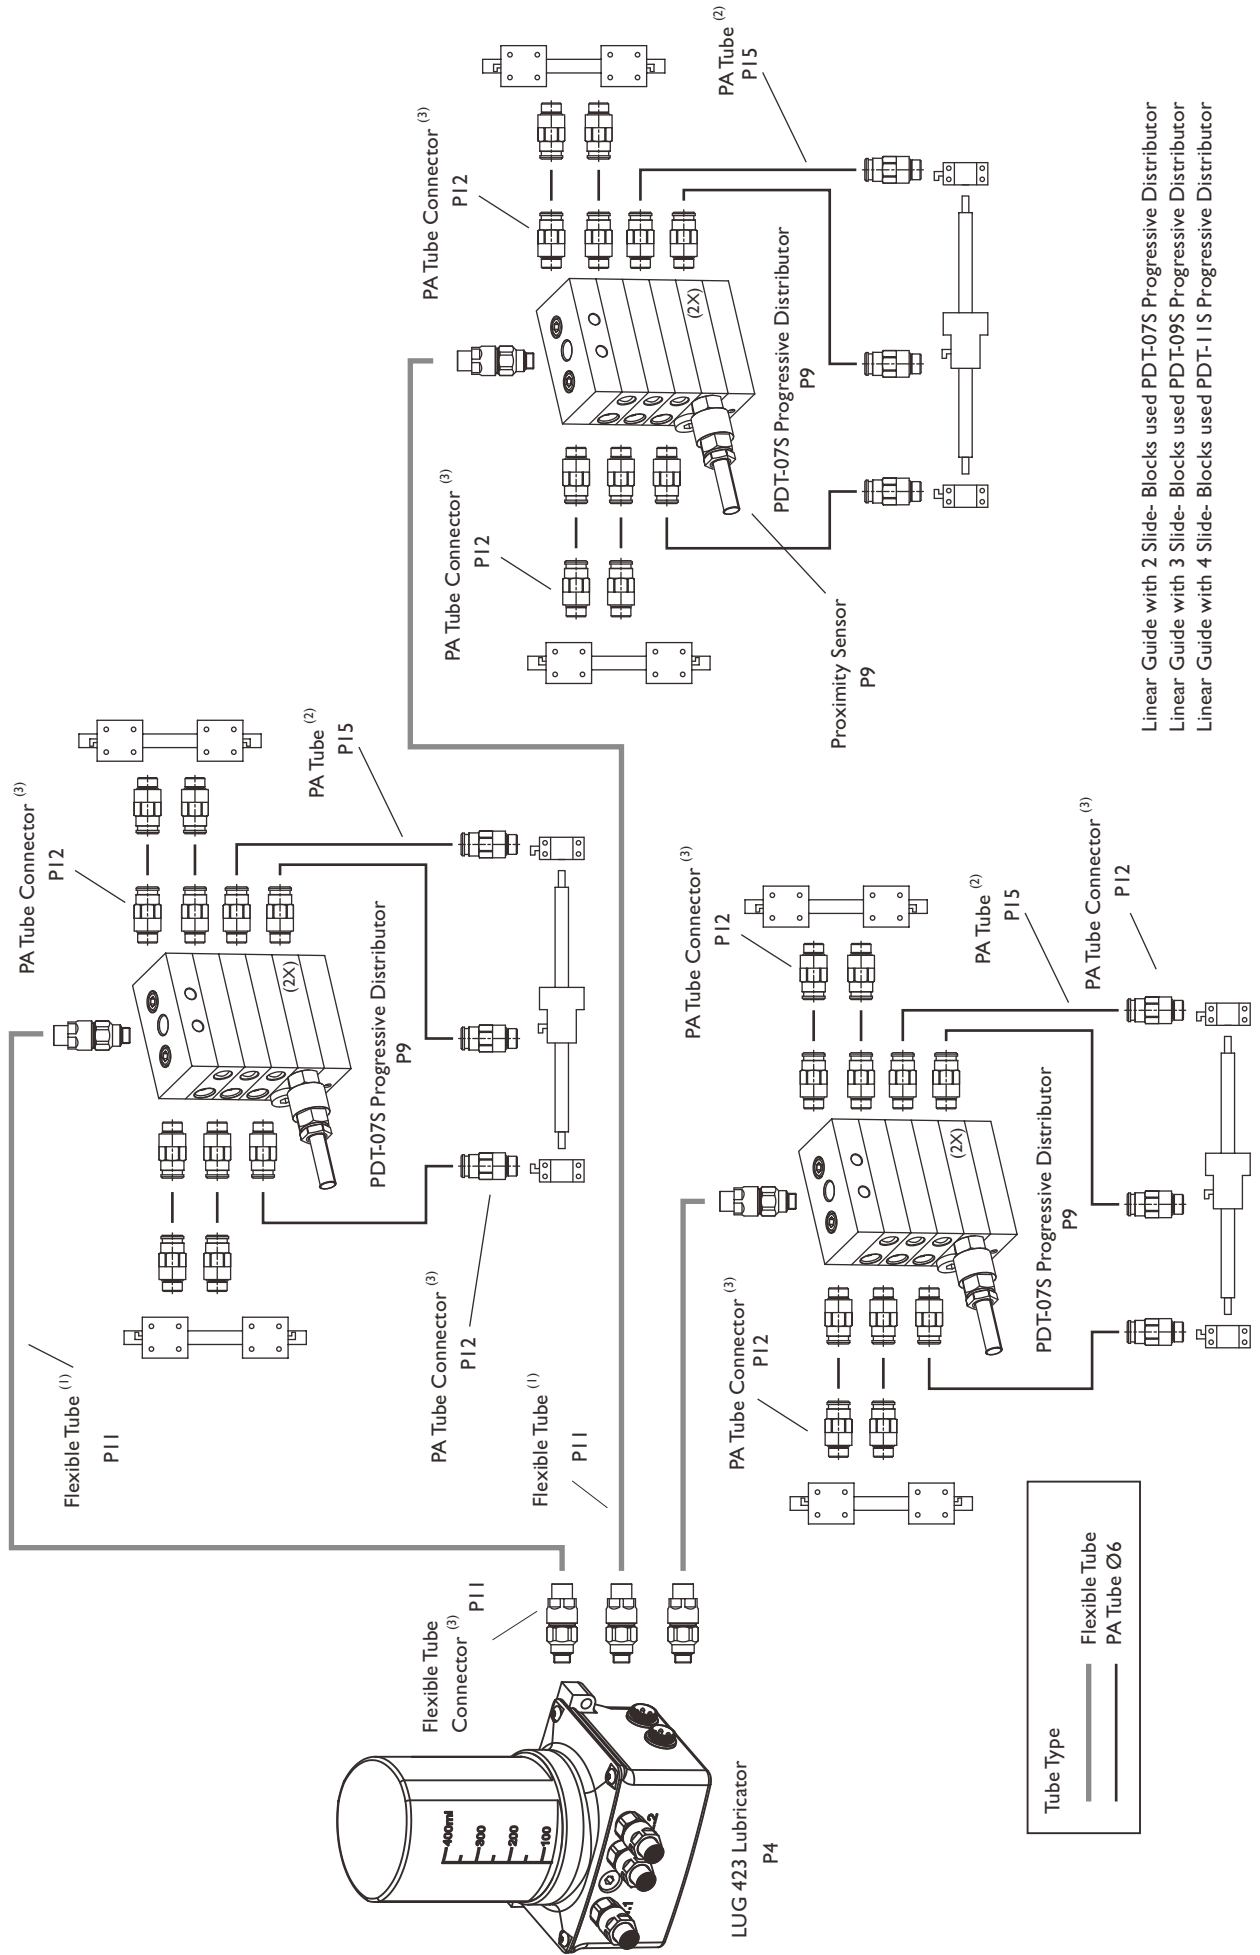 PA Tube Connector (3)
P12
PA Tube (2)
P15
PA Tube Connector (3)
P12
(2X)
PDT-07S Progressive Distributor
P9
Proximity Sensor
P9
Linear Guide with 2 Slide- Blocks used PDT-07S Progressive Distributor
Linear Guide with 3 Slide- Blocks used PDT-09S Progressive Distributor
Linear Guide with 4 Slide- Blocks used PDT-11S Progressive Distributor
PA Tube Connector (3)
P12
PA Tube (2)
P15
(2X)
PDT-07S Progressive Distributor
P9
PA Tube Connector (3)
P12
Flexible Tube (1)
P11
Flexible Tube (1)
P11
PA Tube Connector (3)
P12
PA Tube (2)
P15
PA Tube Connector (3)
P12
(2X)
PDT-07S Progressive Distributor
P9
PA Tube Connector (3)
P12
Flexible Tube
Connector (3)
P11
400ml
300
200
100
1
2
LUG 423 Lubricator
P4
Tube Type
Flexible Tube
PA Tube Ø6